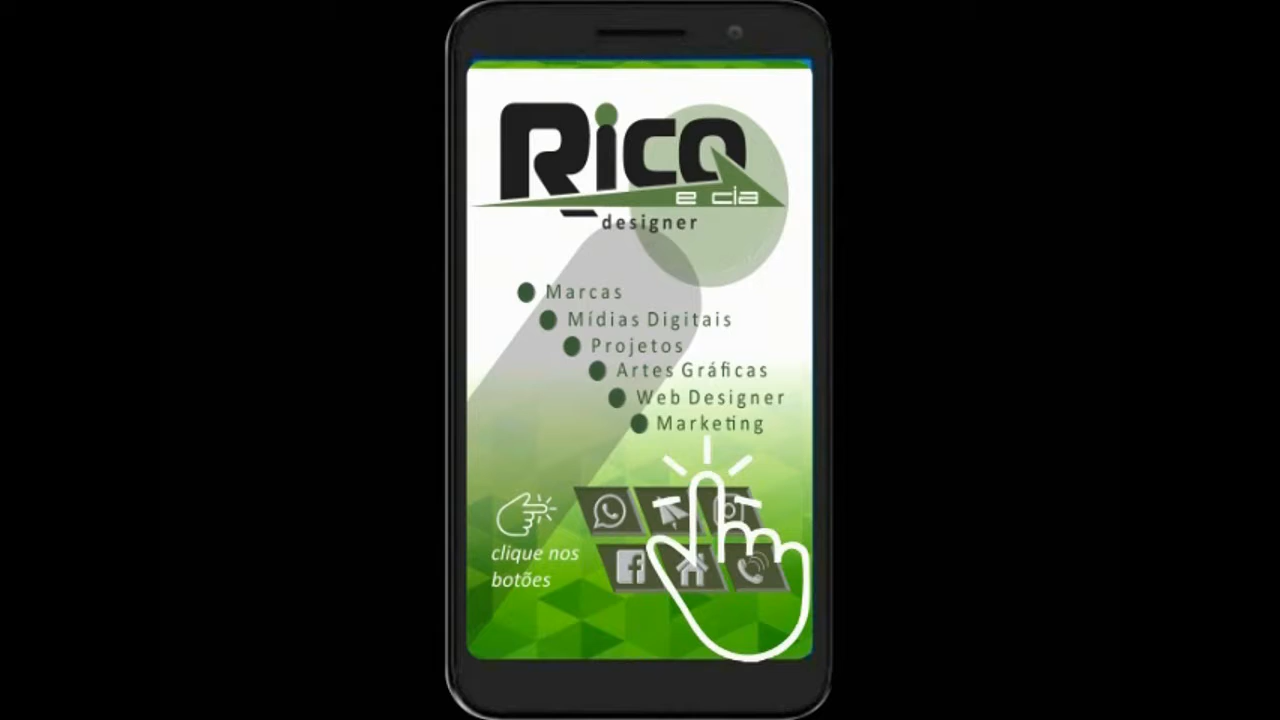 Rico
e cia
designer
Marcas
Mídias Digitais
Projetos
Artes Gráficas
Web Designer
Marketing
clique nos
botões